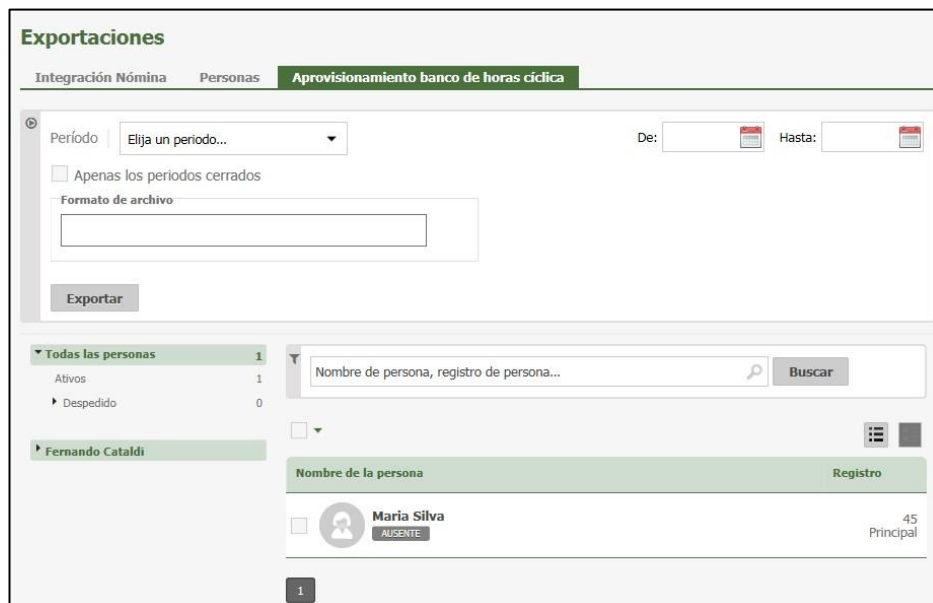 Exportaciones
Integración Nómina Personas Aprovisionamiento banco de horas cíclica
Período Elija un periodo... De: Hasta:
Apenas los periodos cerrados
Formato de archivo
Exportar
Todas las personas 1
Ativos 1
Despedido 0
Fernando Cataldi
Nombre de persona, registro de persona... Buscar
Nombre de la persona Registro
Maria Silva 45
AUSENTE Principal
1